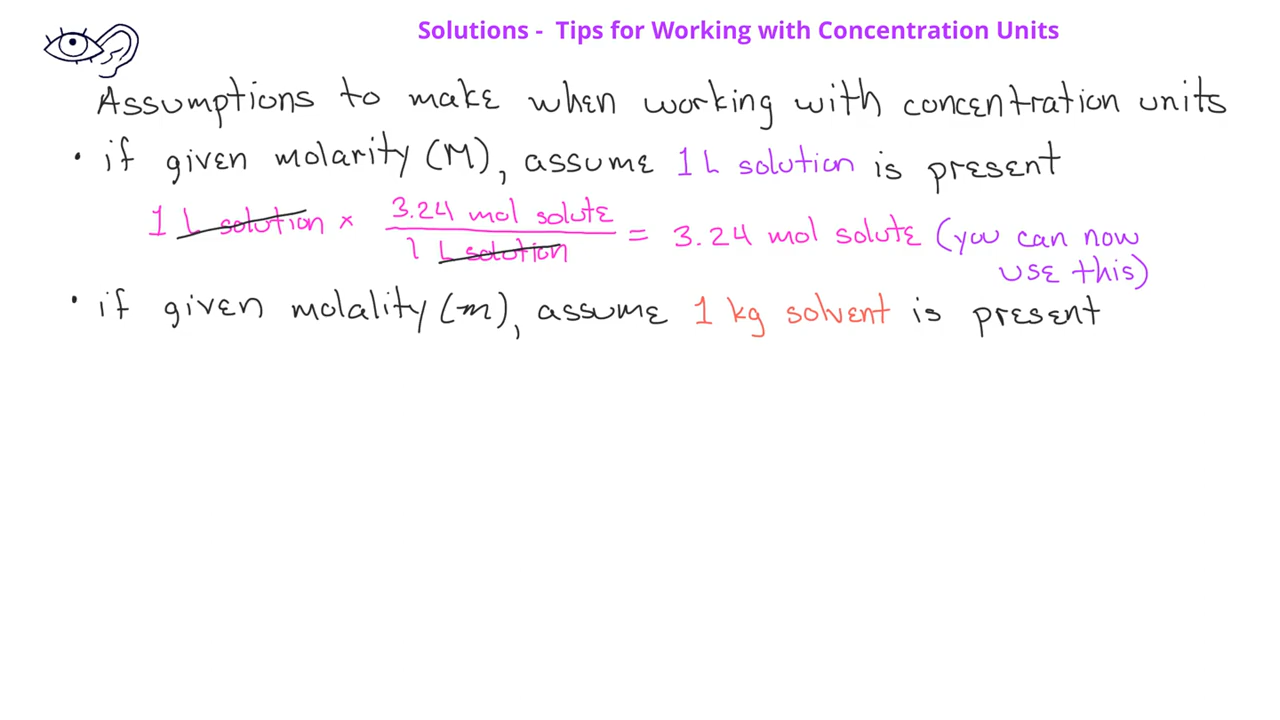 Solutions - Tips for Working with Concentration Units
Assumptions to make when working with concentration units
• if given molarity (M), assume 1 L solution is present
1 L solution × 3.24 mol solute / 1 L solution = 3.24 mol solute (you can now
use this)
• if given molality (m), assume 1 kg solvent is present